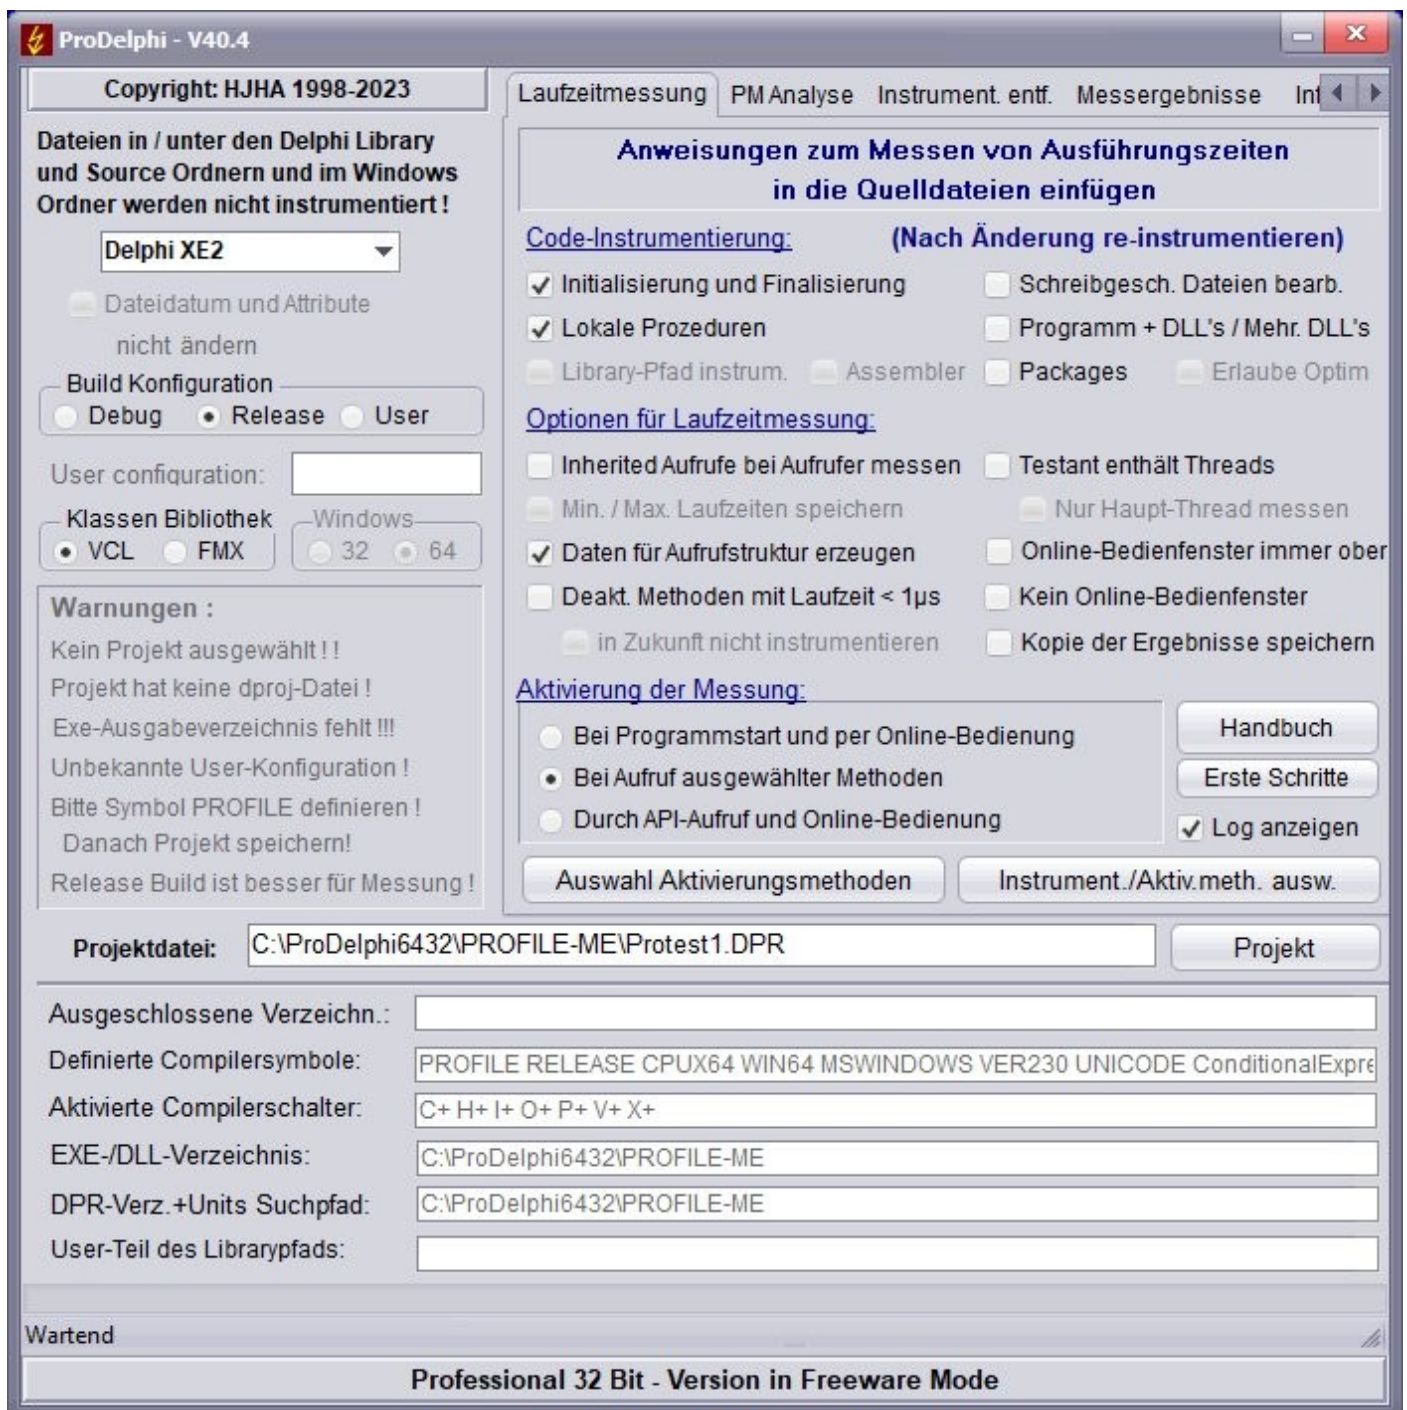 ProDelphi - V40.4
Copyright: HJHA 1998-2023
Dateien in / unter den Delphi Library
und Source Ordnern und im Windows
Ordner werden nicht instrumentiert !
Delphi XE2
Dateidatum und Attribute
nicht ändern
Build Konfiguration
Debug Release User
User configuration:
Klassen Bibliothek
VCL FMX
Windows
32 64
Warnungen :
Kein Projekt ausgewählt ! !
Projekt hat keine dproj-Datei !
Exe-Ausgabeverzeichnis fehlt !!!
Unbekannte User-Konfiguration !
Bitte Symbol PROFILE definieren !
Danach Projekt speichern!
Release Build ist besser für Messung !
Laufzeitmessung PM Analyse Instrument. entf. Messergebnisse
Anweisungen zum Messen von Ausführungszeiten
in die Quelldateien einfügen
Code-Instrumentierung: (Nach Änderung re-instrumentieren)
Initialisierung und Finalisierung Schreibgesch. Dateien bearb.
Lokale Prozeduren Programm + DLL's / Mehr. DLL's
Library-Pfad instrum. Assembler Packages Erlaube Optim
Optionen für Laufzeitmessung:
Inherited Aufrufe bei Aufrufer messen Testant enthält Threads
Min. / Max. Laufzeiten speichern Nur Haupt-Thread messen
Daten für Aufrufstruktur erzeugen Online-Bedienfenster immer ober
Deakt. Methoden mit Laufzeit < 1µs Kein Online-Bedienfenster
in Zukunft nicht instrumentieren Kopie der Ergebnisse speichern
Aktivierung der Messung:
Bei Programmstart und per Online-Bedienung
Bei Aufruf ausgewählter Methoden
Durch API-Aufruf und Online-Bedienung
Handbuch
Erste Schritte
Log anzeigen
Auswahl Aktivierungsmethoden Instrument./Aktiv.meth. ausw.
Projektdatei: C:\ProDelphi6432\PROFILE-ME\Protest1.DPR Projekt
Ausgeschlossene Verzeichn.:
Definierte Compilersymbole: PROFILE RELEASE CPUX64 WIN64 MSWINDOWS VER230 UNICODE ConditionalExpre
Aktivierte Compilerschalter: C+ H+ I+ O+ P+ V+ X+
EXE-/DLL-Verzeichnis: C:\ProDelphi6432\PROFILE-ME
DPR-Verz.+Units Suchpfad: C:\ProDelphi6432\PROFILE-ME
User-Teil des Librarypfads:
Wartend
Professional 32 Bit - Version in Freeware Mode